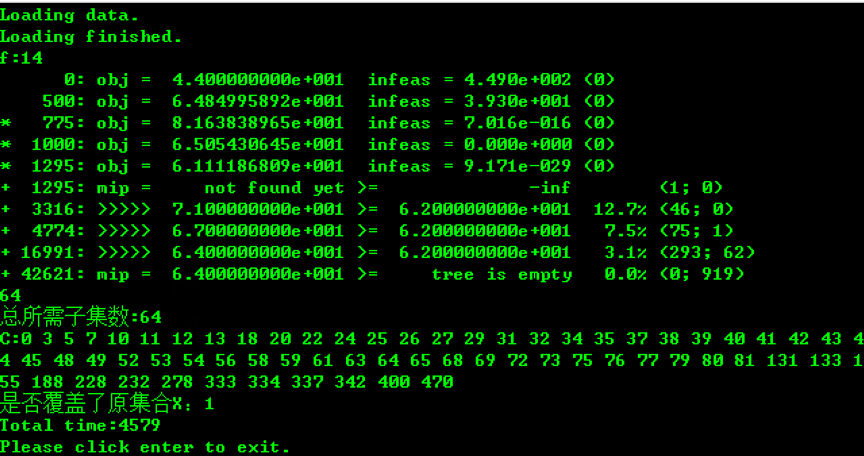 Loading data.
Loading finished.
f:14
      0: obj =   4.400000000e+001  infeas = 4.490e+002 (0)
    500: obj =   6.484995892e+001  infeas = 3.930e+001 (0)
*   775: obj =   8.163838965e+001  infeas = 7.016e-016 (0)
*  1000: obj =   6.505430645e+001  infeas = 0.000e+000 (0)
*  1295: obj =   6.111186809e+001  infeas = 9.171e-029 (0)
+  1295: mip =     not found yet >=              -inf        (1; 0)
+  3316: >>>>>   7.100000000e+001 >=  6.200000000e+001  12.7% (46; 0)
+  4774: >>>>>   6.700000000e+001 >=  6.200000000e+001   7.5% (75; 1)
+ 16991: >>>>>   6.400000000e+001 >=  6.200000000e+001   3.1% (293; 62)
+ 42621: mip =   6.400000000e+001 >=     tree is empty   0.0% (0; 919)
64
总所需子集数:64
C:0 3 5 7 10 11 12 13 18 20 22 24 25 26 27 29 31 32 34 35 37 38 39 40 41 42 43 4
4 45 48 49 52 53 54 56 58 59 61 63 64 65 68 69 72 73 75 76 77 79 80 81 131 133 1
55 188 228 232 278 333 334 337 342 400 470
是否覆盖了原集合X：1
Total time:4579
Please click enter to exit.